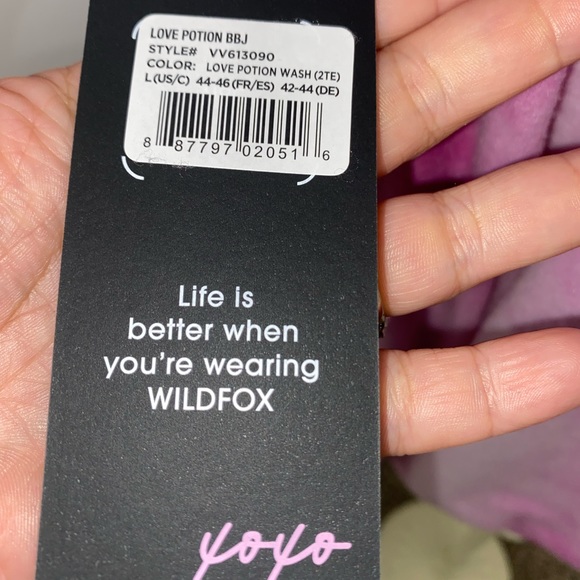 LOVE POTION BBJ
STYLE# VV613090
COLOR: LOVE POTION WASH (2TE)
L(US/C) 44-46(FR/ES) 42-44(DE)
8 87797 02051 6
Life is
better when
you're wearing
WILDFOX
xoxo